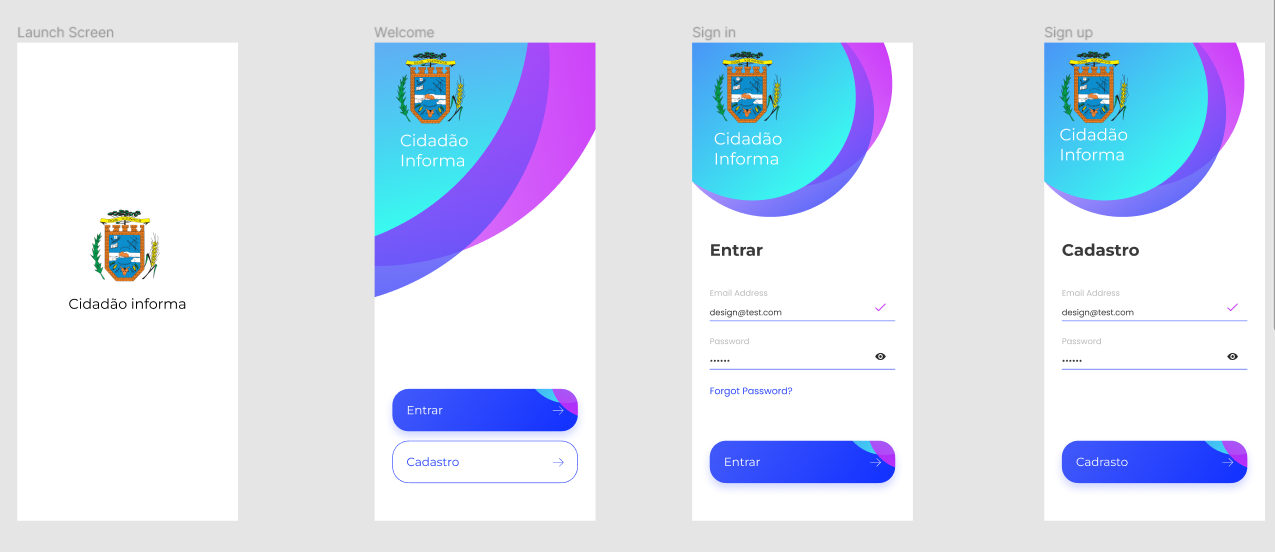 Launch Screen
Cidadão informa
Welcome
Cidadão
Informa
Entrar
Cadastro
Sign in
Cidadão
Informa
Entrar
Email Address
design@test.com
Password
••••••
Forgot Password?
Entrar
Sign up
Cidadão
Informa
Cadastro
Email Address
design@test.com
Password
••••••
Cadrasto